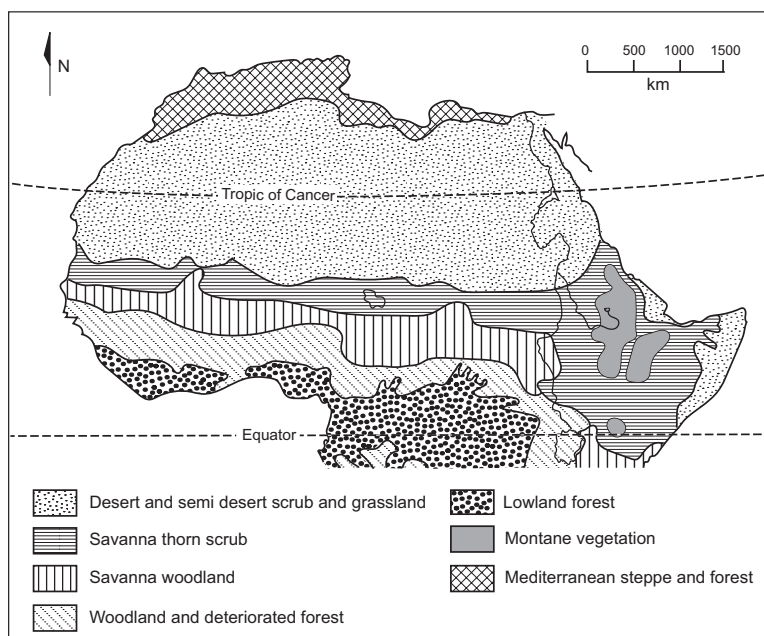 N
0 500 1000 1500
km
Tropic of Cancer
Equator
Desert and semi desert scrub and grassland
Savanna thorn scrub
Savanna woodland
Woodland and deteriorated forest
Lowland forest
Montane vegetation
Mediterranean steppe and forest